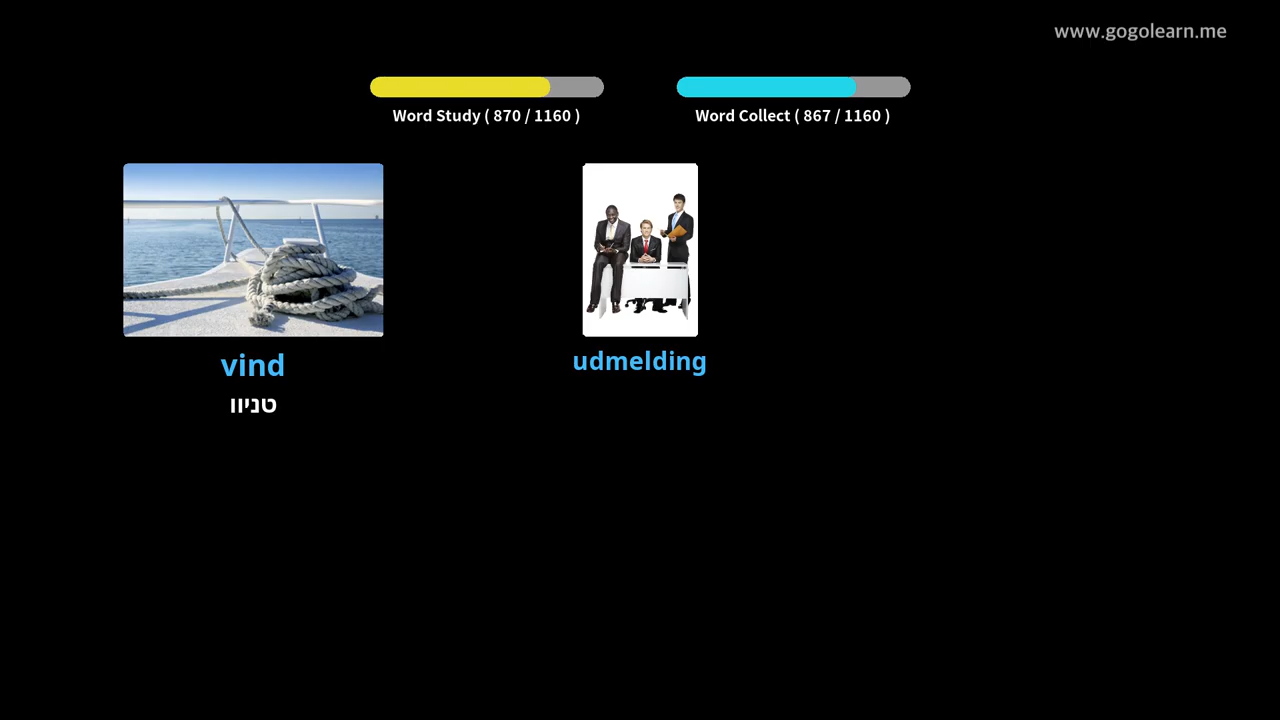 www.gogolearn.me
Word Study ( 870 / 1160 )
Word Collect ( 867 / 1160 )
vind
טניוו
udmelding